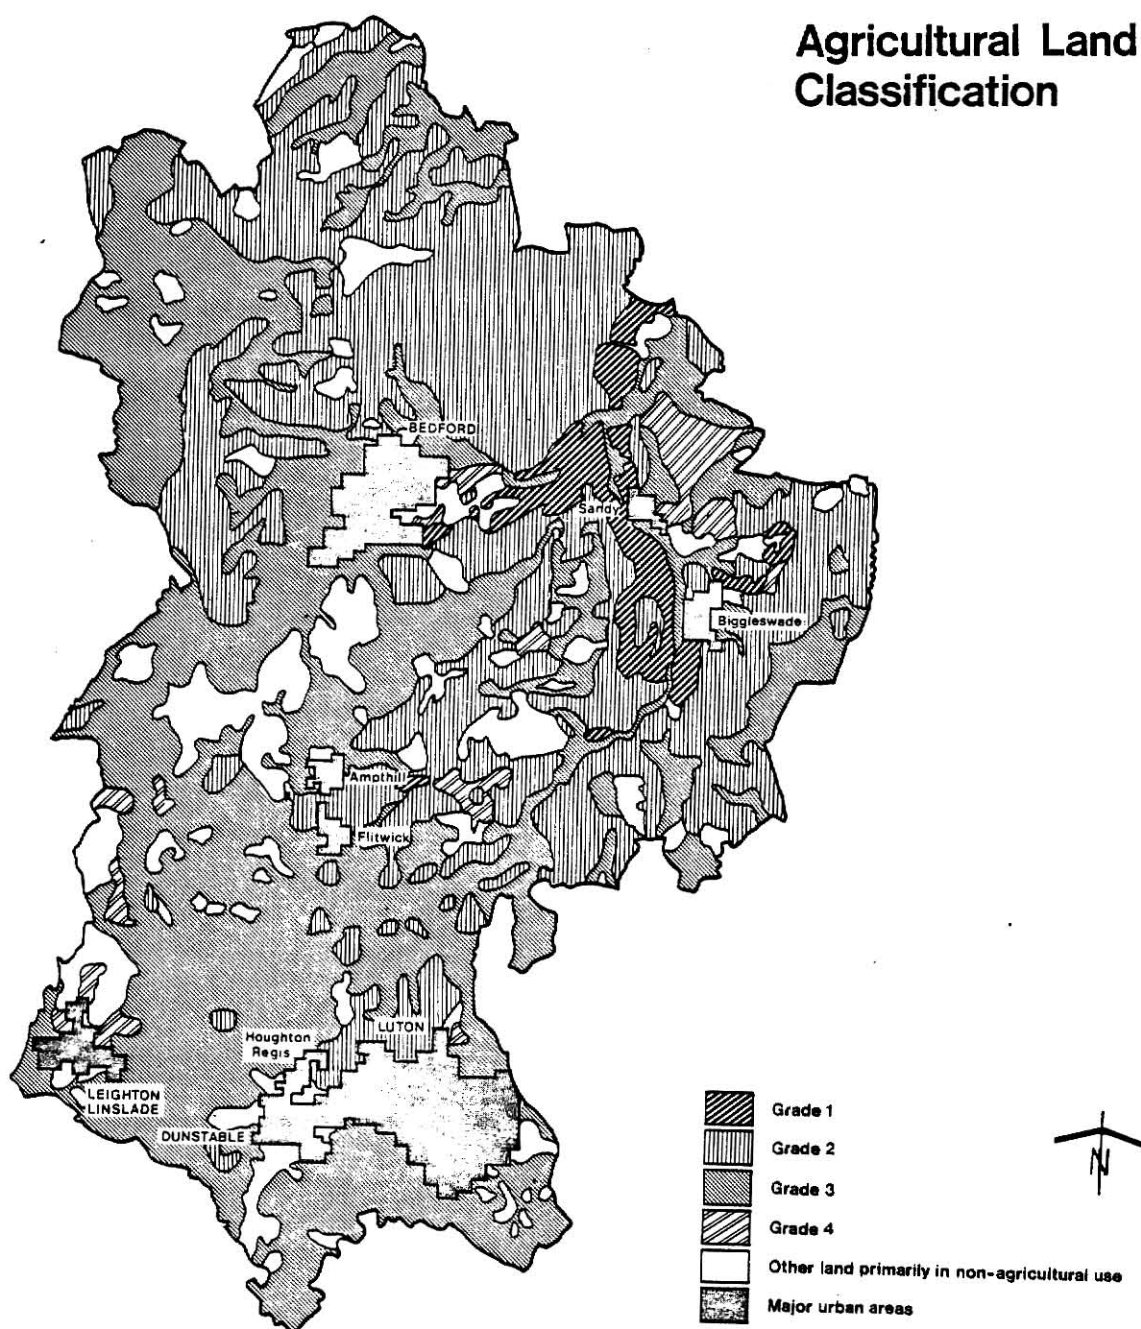 Agricultural Land
Classification
BEDFORD
Sandy
Biggleswade
Ampthill
Flitwick
LUTON
Houghton
Regis
LEIGHTON
LINSLADE
DUNSTABLE
Grade 1
Grade 2
Grade 3
Grade 4
Other land primarily in non-agricultural use
Major urban areas
N